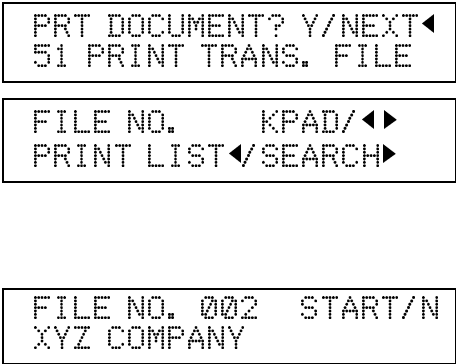 PRT DOCUMENT? Y/NEXT◀
51 PRINT TRANS. FILE
FILE NO. KPAD/◀▶
PRINT LIST◀/SEARCH▶
FILE NO. 002 START/N
XYZ COMPANY